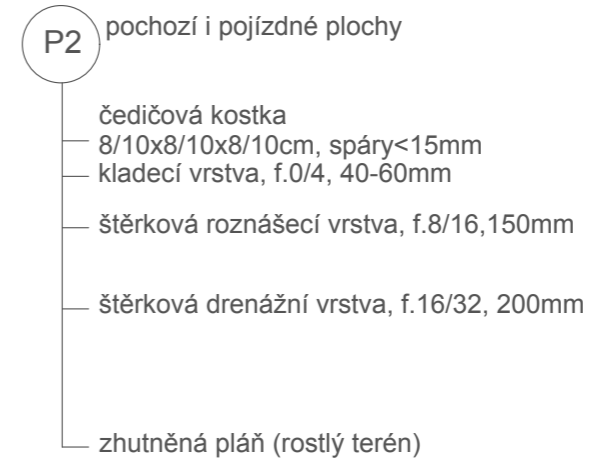 P2
pochozí i pojízdné plochy
čedičová kostka
8/10x8/10x8/10cm, spáry<15mm
kladecí vrstva, f.0/4, 40-60mm
štěrková roznášecí vrstva, f.8/16,150mm
štěrková drenážní vrstva, f.16/32, 200mm
zhutněná pláň (rostlý terén)